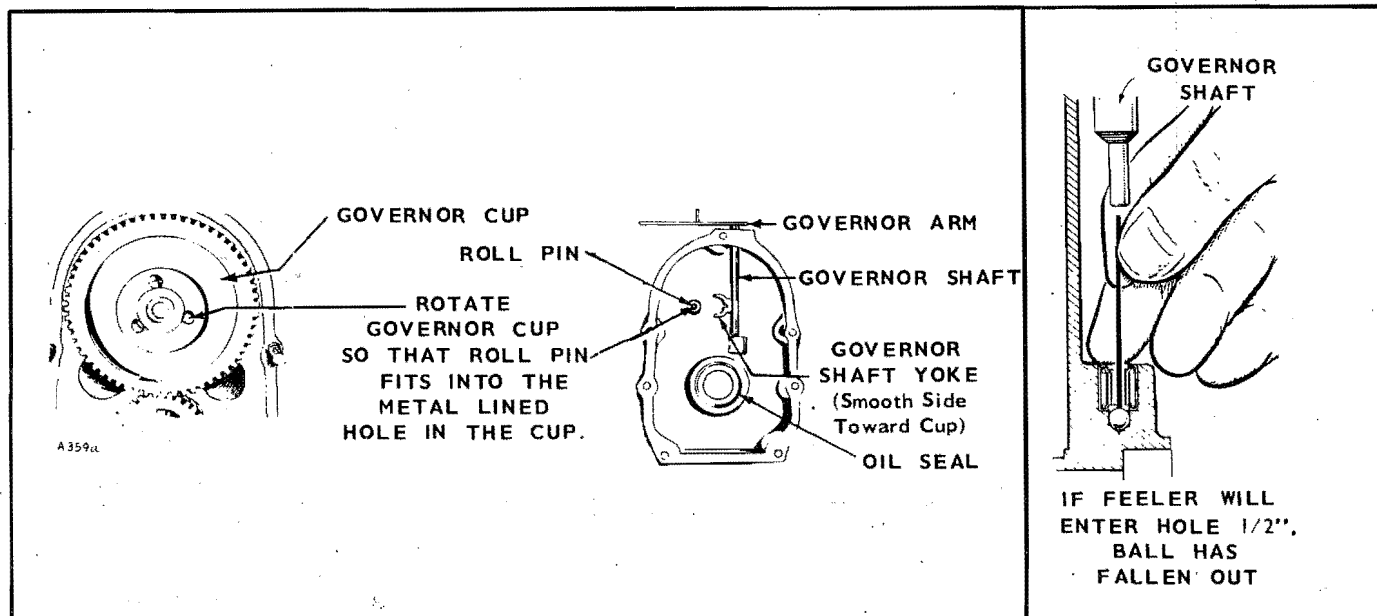 GOVERNOR CUP
ROLL PIN
ROTATE
GOVERNOR CUP
SO THAT ROLL PIN
FITS INTO THE
METAL LINED
HOLE IN THE CUP.
A359a
GOVERNOR ARM
GOVERNOR SHAFT
GOVERNOR
SHAFT YOKE
(Smooth Side
Toward Cup)
OIL SEAL
GOVERNOR
SHAFT
IF FEELER WILL
ENTER HOLE 1/2",
BALL HAS
FALLEN OUT